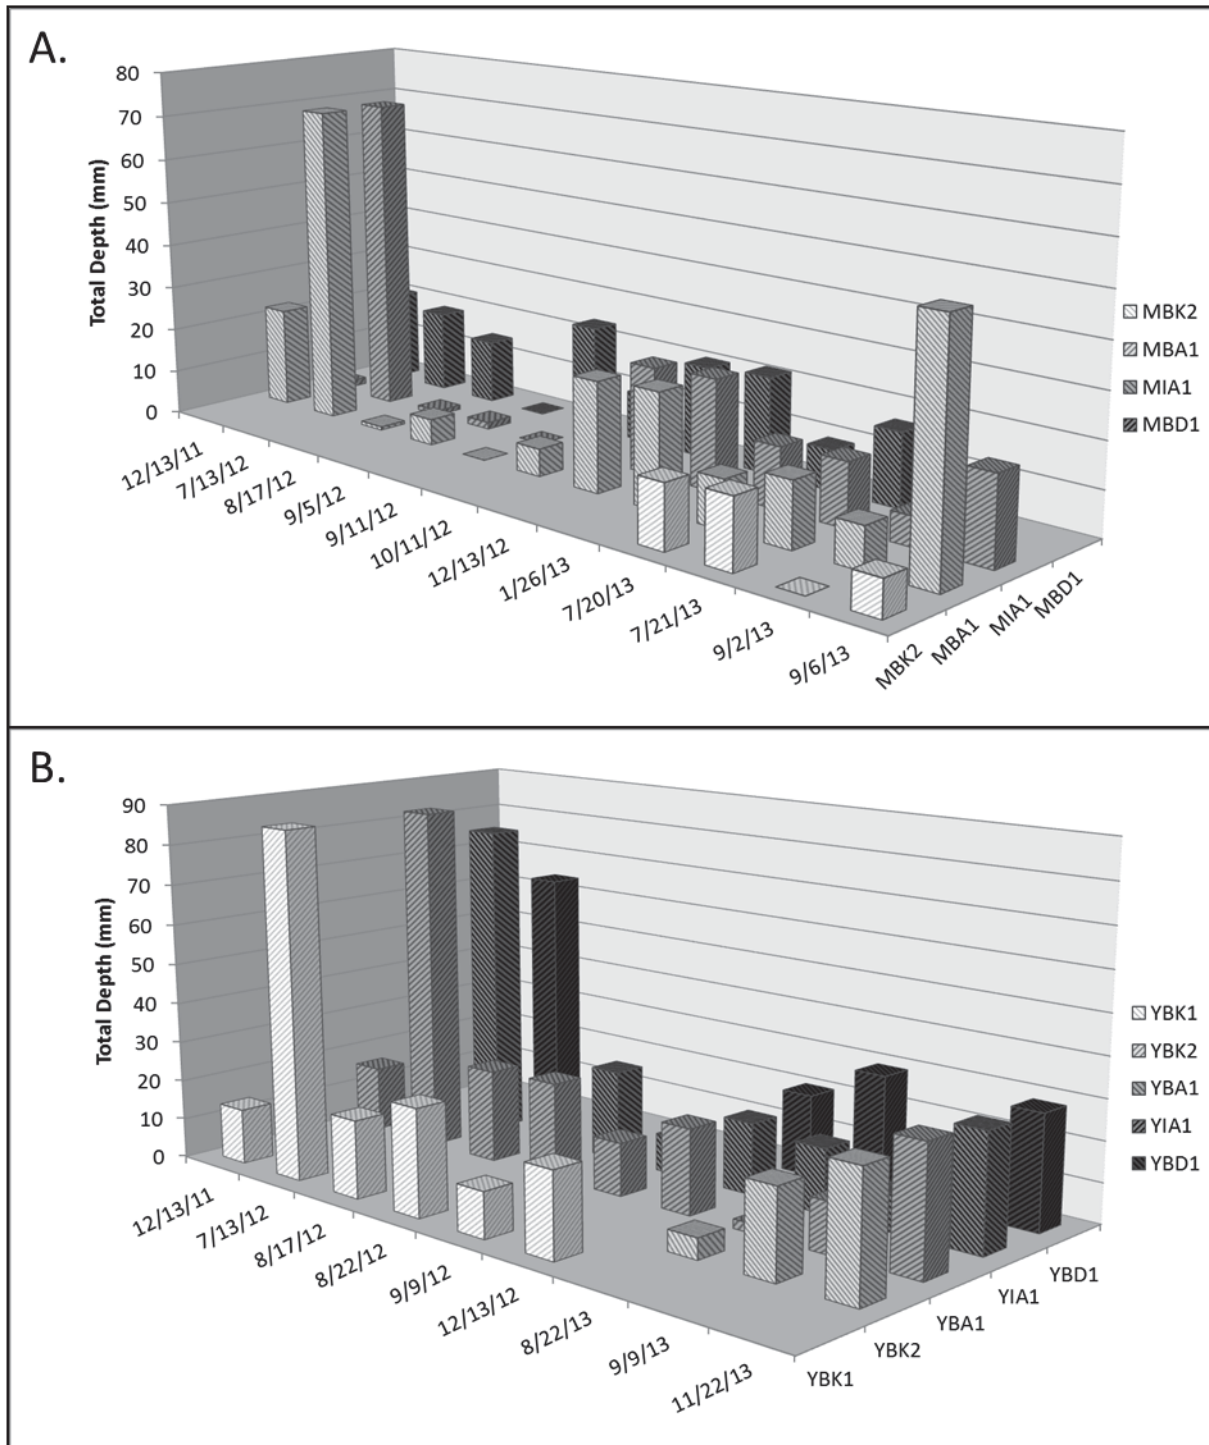 A.
Total Depth (mm)
80
70
60
50
40
30
20
10
0
12/13/11
7/13/12
8/17/12
9/5/12
9/11/12
10/11/12
12/13/12
1/26/13
7/20/13
7/21/13
9/2/13
9/6/13
MBK2
MBA1
MIA1
MBD1
MBK2
MBA1
MIA1
MBD1
B.
Total Depth (mm)
90
80
70
60
50
40
30
20
10
0
12/13/11
7/13/12
8/17/12
8/22/12
9/9/12
12/13/12
8/22/13
9/9/13
11/22/13
YBK1
YBK2
YBA1
YIA1
YBD1
YBK1
YBK2
YBA1
YIA1
YBD1